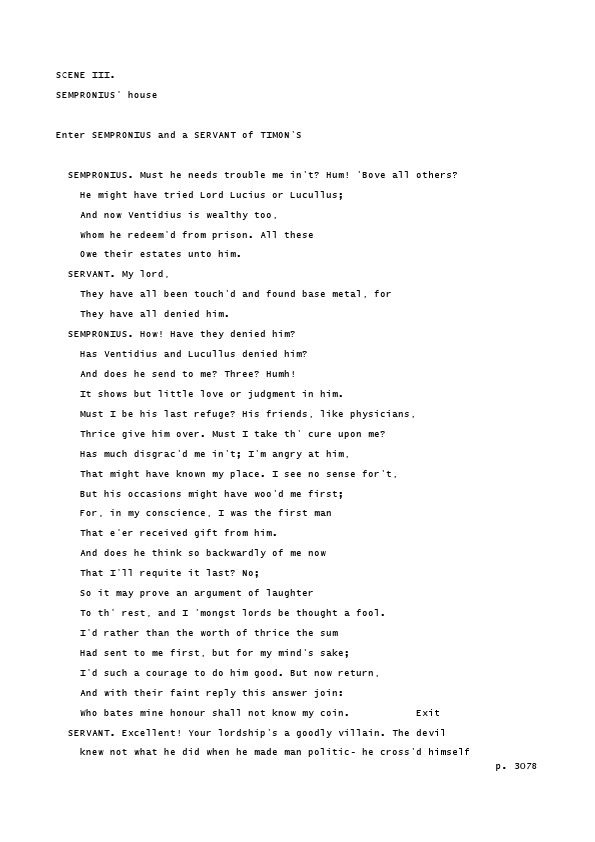 SCENE III.
SEMPRONIUS' house
Enter SEMPRONIUS and a SERVANT of TIMON'S
SEMPRONIUS. Must he needs trouble me in't? Hum! 'Bove all others?
He might have tried Lord Lucius or Lucullus;
And now Ventidius is wealthy too,
Whom he redeem'd from prison. All these
Owe their estates unto him.
SERVANT. My lord,
They have all been touch'd and found base metal, for
They have all denied him.
SEMPRONIUS. How! Have they denied him?
Has Ventidius and Lucullus denied him?
And does he send to me? Three? Humh!
It shows but little love or judgment in him.
Must I be his last refuge? His friends, like physicians,
Thrice give him over. Must I take th' cure upon me?
Has much disgrac'd me in't; I'm angry at him,
That might have known my place. I see no sense for't,
But his occasions might have woo'd me first;
For, in my conscience, I was the first man
That e'er received gift from him.
And does he think so backwardly of me now
That I'll requite it last? No;
So it may prove an argument of laughter
To th' rest, and I 'mongst lords be thought a fool.
I'd rather than the worth of thrice the sum
Had sent to me first, but for my mind's sake;
I'd such a courage to do him good. But now return,
And with their faint reply this answer join:
Who bates mine honour shall not know my coin. Exit
SERVANT. Excellent! Your lordship's a goodly villain. The devil
knew not what he did when he made man politic- he cross'd himself
p. 3078